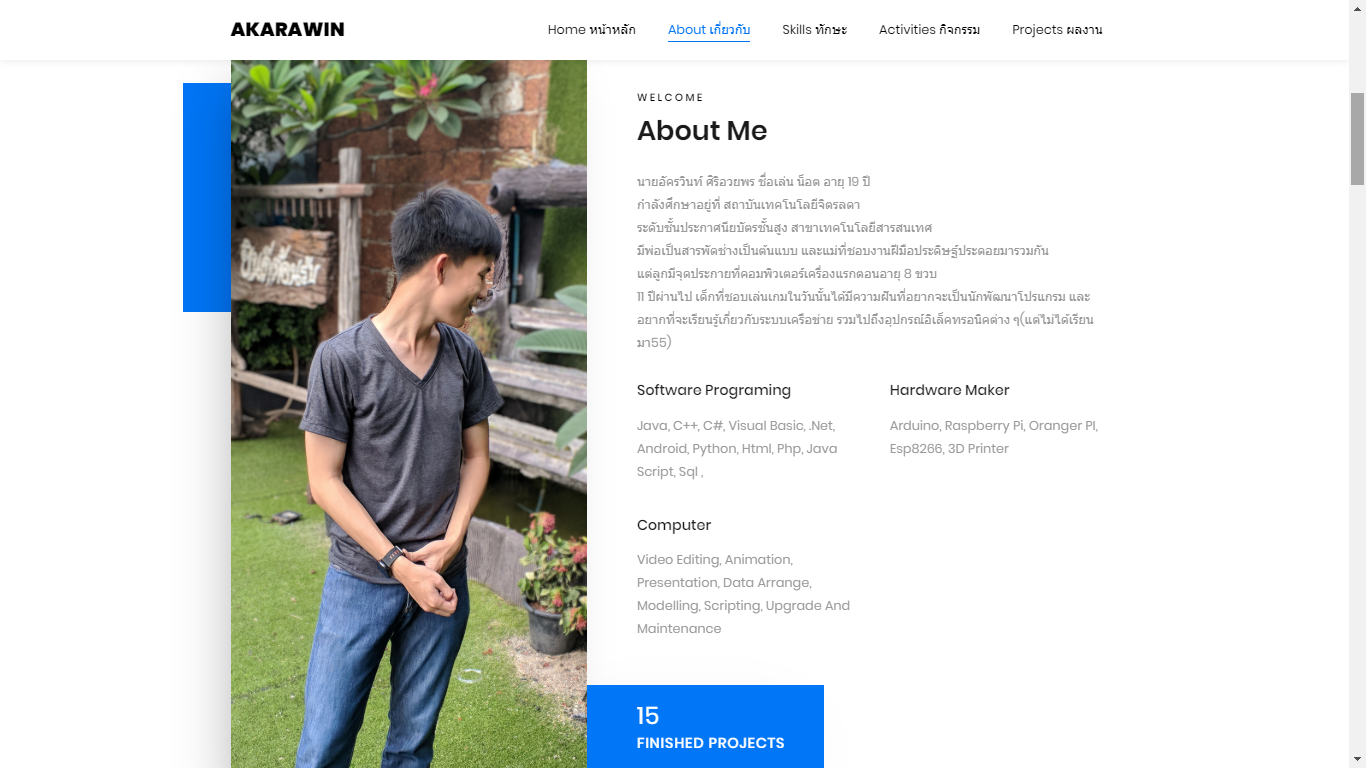 AKARAWIN
Home หน้าหลัก
About เกี่ยวกับ
Skills ทักษะ
Activities กิจกรรม
Projects ผลงาน
WELCOME
About Me
นายอัครวินท์ ศิริอวยพร ชื่อเล่น น็อต อายุ 19 ปี
กำลังศึกษาอยู่ที่ สถาบันเทคโนโลยีจิตรลดา
ระดับชั้นประกาศนียบัตรชั้นสูง สาขาเทคโนโลยีสารสนเทศ
มีพ่อเป็นสารพัดช่างเป็นต้นแบบ และแม่ที่ชอบงานฝีมือประดิษฐ์ประดอยมารวมกัน
แต่ลูกมีจุดประกายที่คอมพิวเตอร์เครื่องแรกตอนอายุ 8 ขวบ
11 ปีผ่านไป เด็กที่ชอบเล่นเกมในวันนั้นได้มีความฝันที่อยากจะเป็นนักพัฒนาโปรแกรม และ
อยากที่จะเรียนรู้เกี่ยวกับระบบเครือข่าย รวมไปถึงอุปกรณ์อิเล็คทรอนิคต่าง ๆ(แต่ไม่ได้เรียน
มา55)
Software Programing
Java, C++, C#, Visual Basic, .Net,
Android, Python, Html, Php, Java
Script, Sql ,
Hardware Maker
Arduino, Raspberry Pi, Oranger PI,
Esp8266, 3D Printer
Computer
Video Editing, Animation,
Presentation, Data Arrange,
Modelling, Scripting, Upgrade And
Maintenance
15
FINISHED PROJECTS